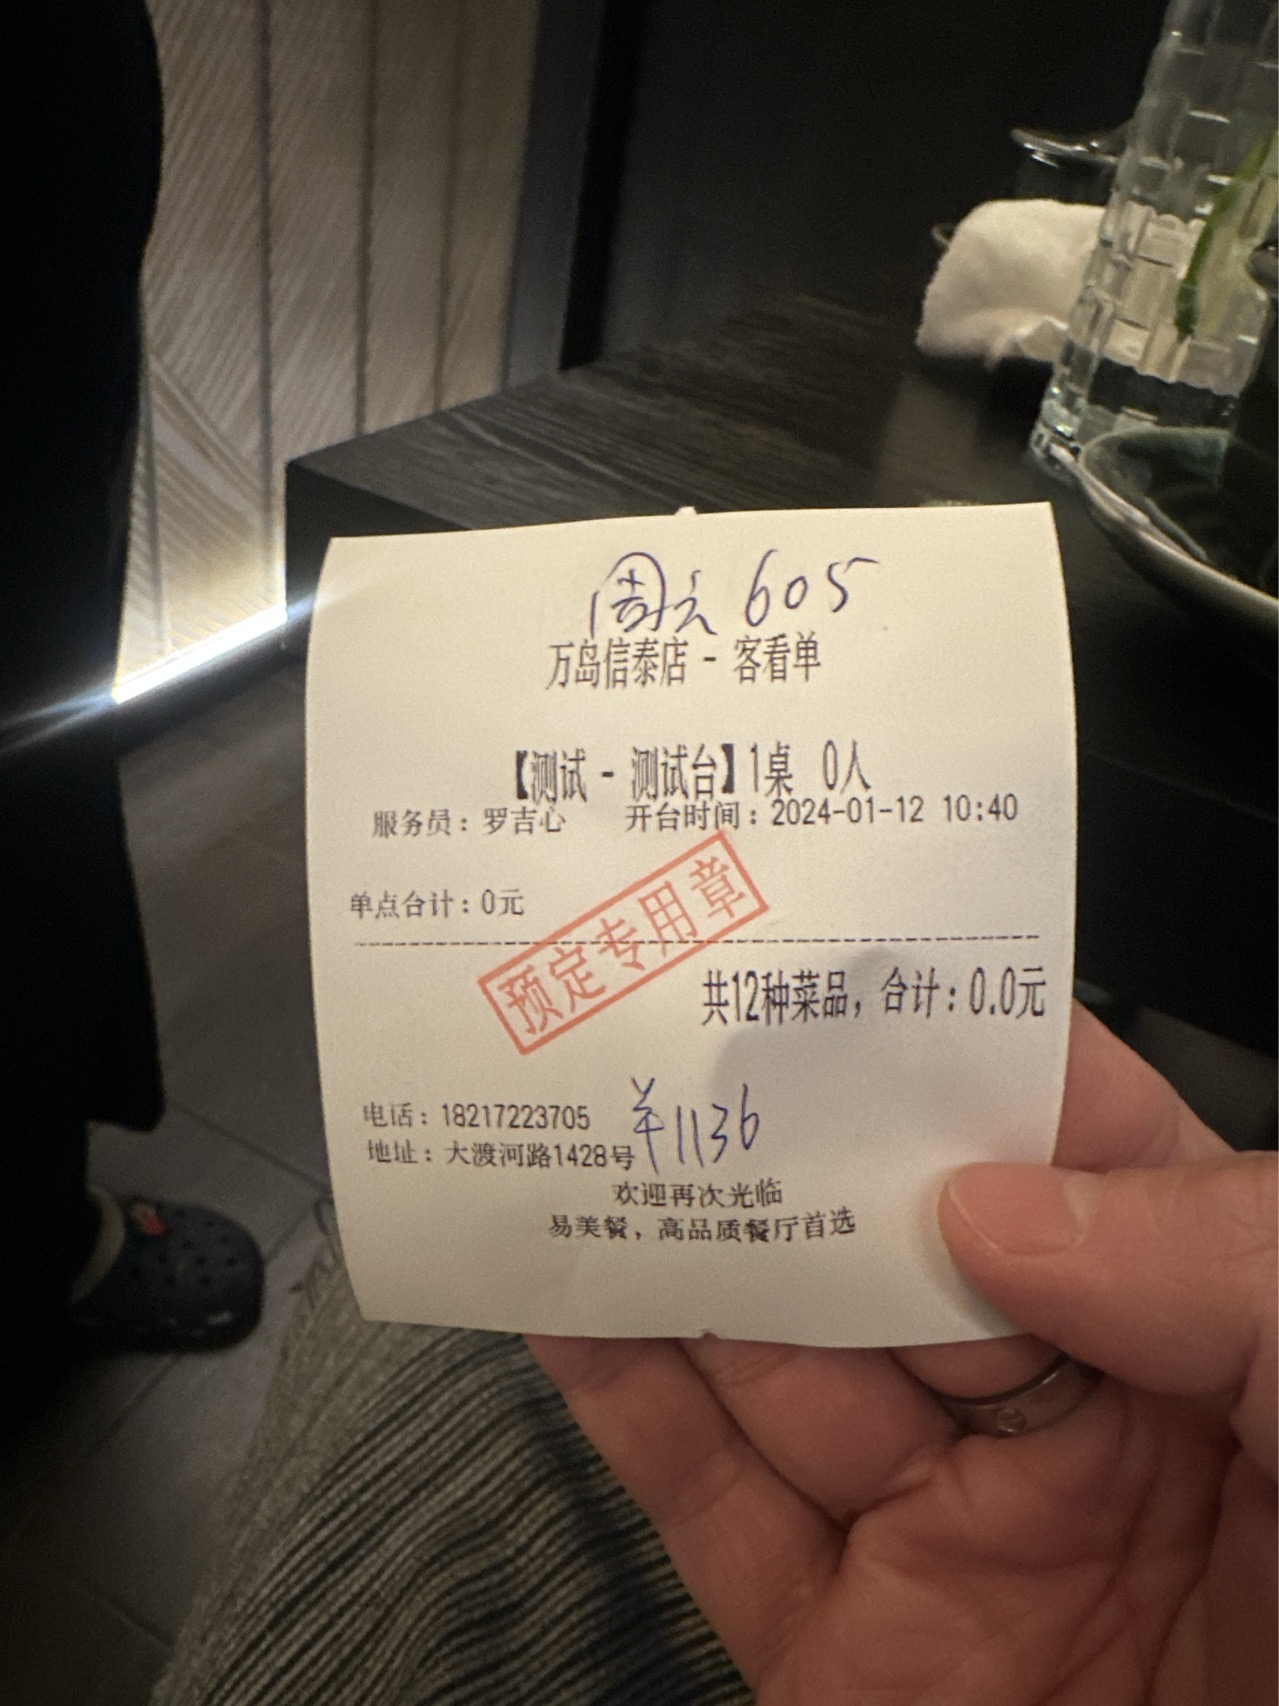 周六 605
万岛信泰店 - 客看单
【测试 - 测试台】1桌 0人
服务员：罗吉心 开台时间：2024-01-12 10:40
单点合计：0元
预定专用章
共12种菜品，合计：0.0元
电话：18217223705
¥1136
地址：大渡河路1428号
欢迎再次光临
易美餐，高品质餐厅首选